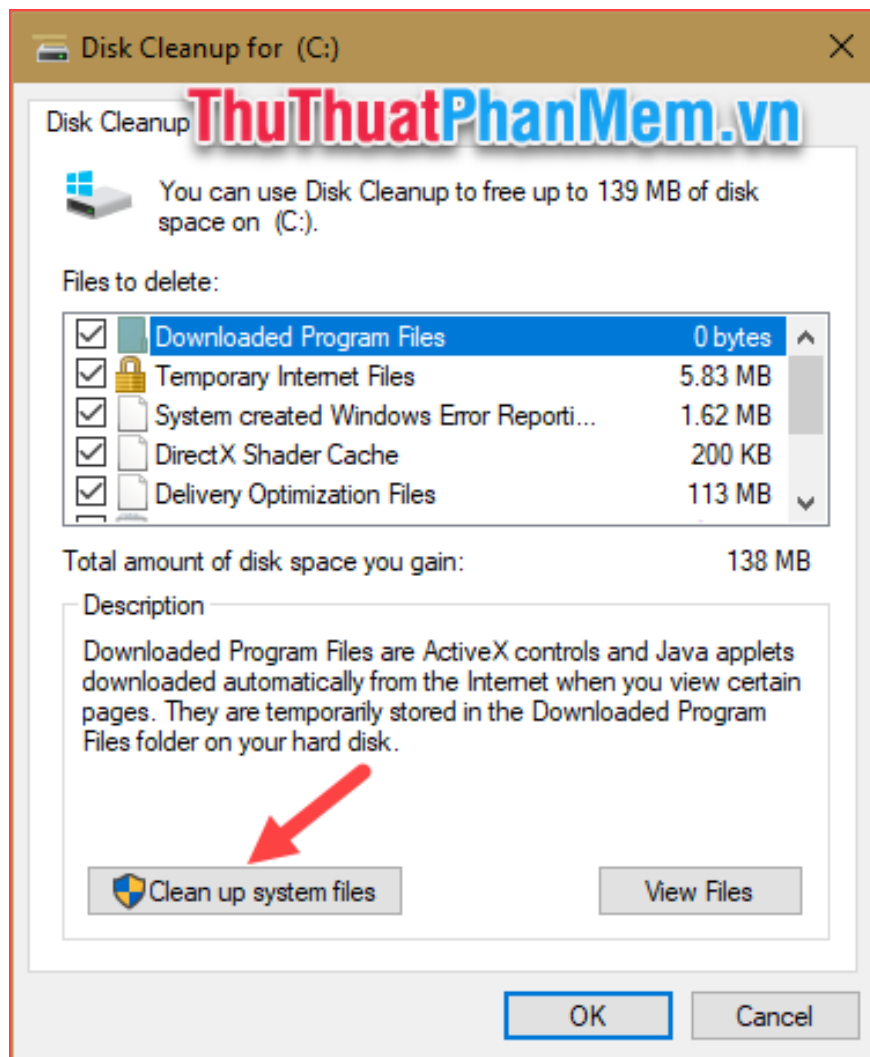 Disk Cleanup for (C:)
Disk Cleanup
ThuThuatPhanMem.vn
You can use Disk Cleanup to free up to 139 MB of disk
space on (C:).
Files to delete:
Downloaded Program Files 0 bytes
Temporary Internet Files 5.83 MB
System created Windows Error Reporti... 1.62 MB
DirectX Shader Cache 200 KB
Delivery Optimization Files 113 MB
Total amount of disk space you gain: 138 MB
Description
Downloaded Program Files are ActiveX controls and Java applets
downloaded automatically from the Internet when you view certain
pages. They are temporarily stored in the Downloaded Program
Files folder on your hard disk.
Clean up system files
View Files
OK
Cancel